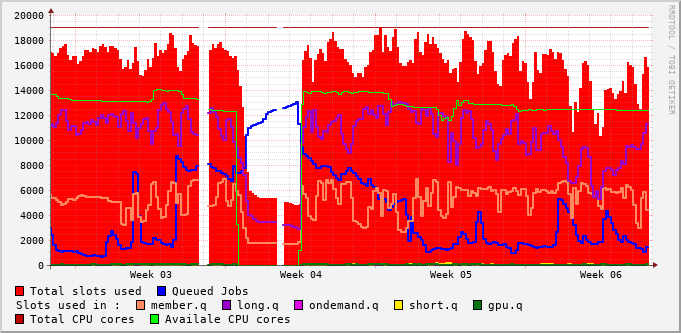 20000
18000
16000
14000
12000
10000
8000
6000
4000
2000
0
Week 03 Week 04 Week 05 Week 06
RRDTOOL / TOBI OETIKER
Total slots used Queued Jobs
Slots used in : member.q long.q ondemand.q short.q gpu.q
Total CPU cores Availale CPU cores